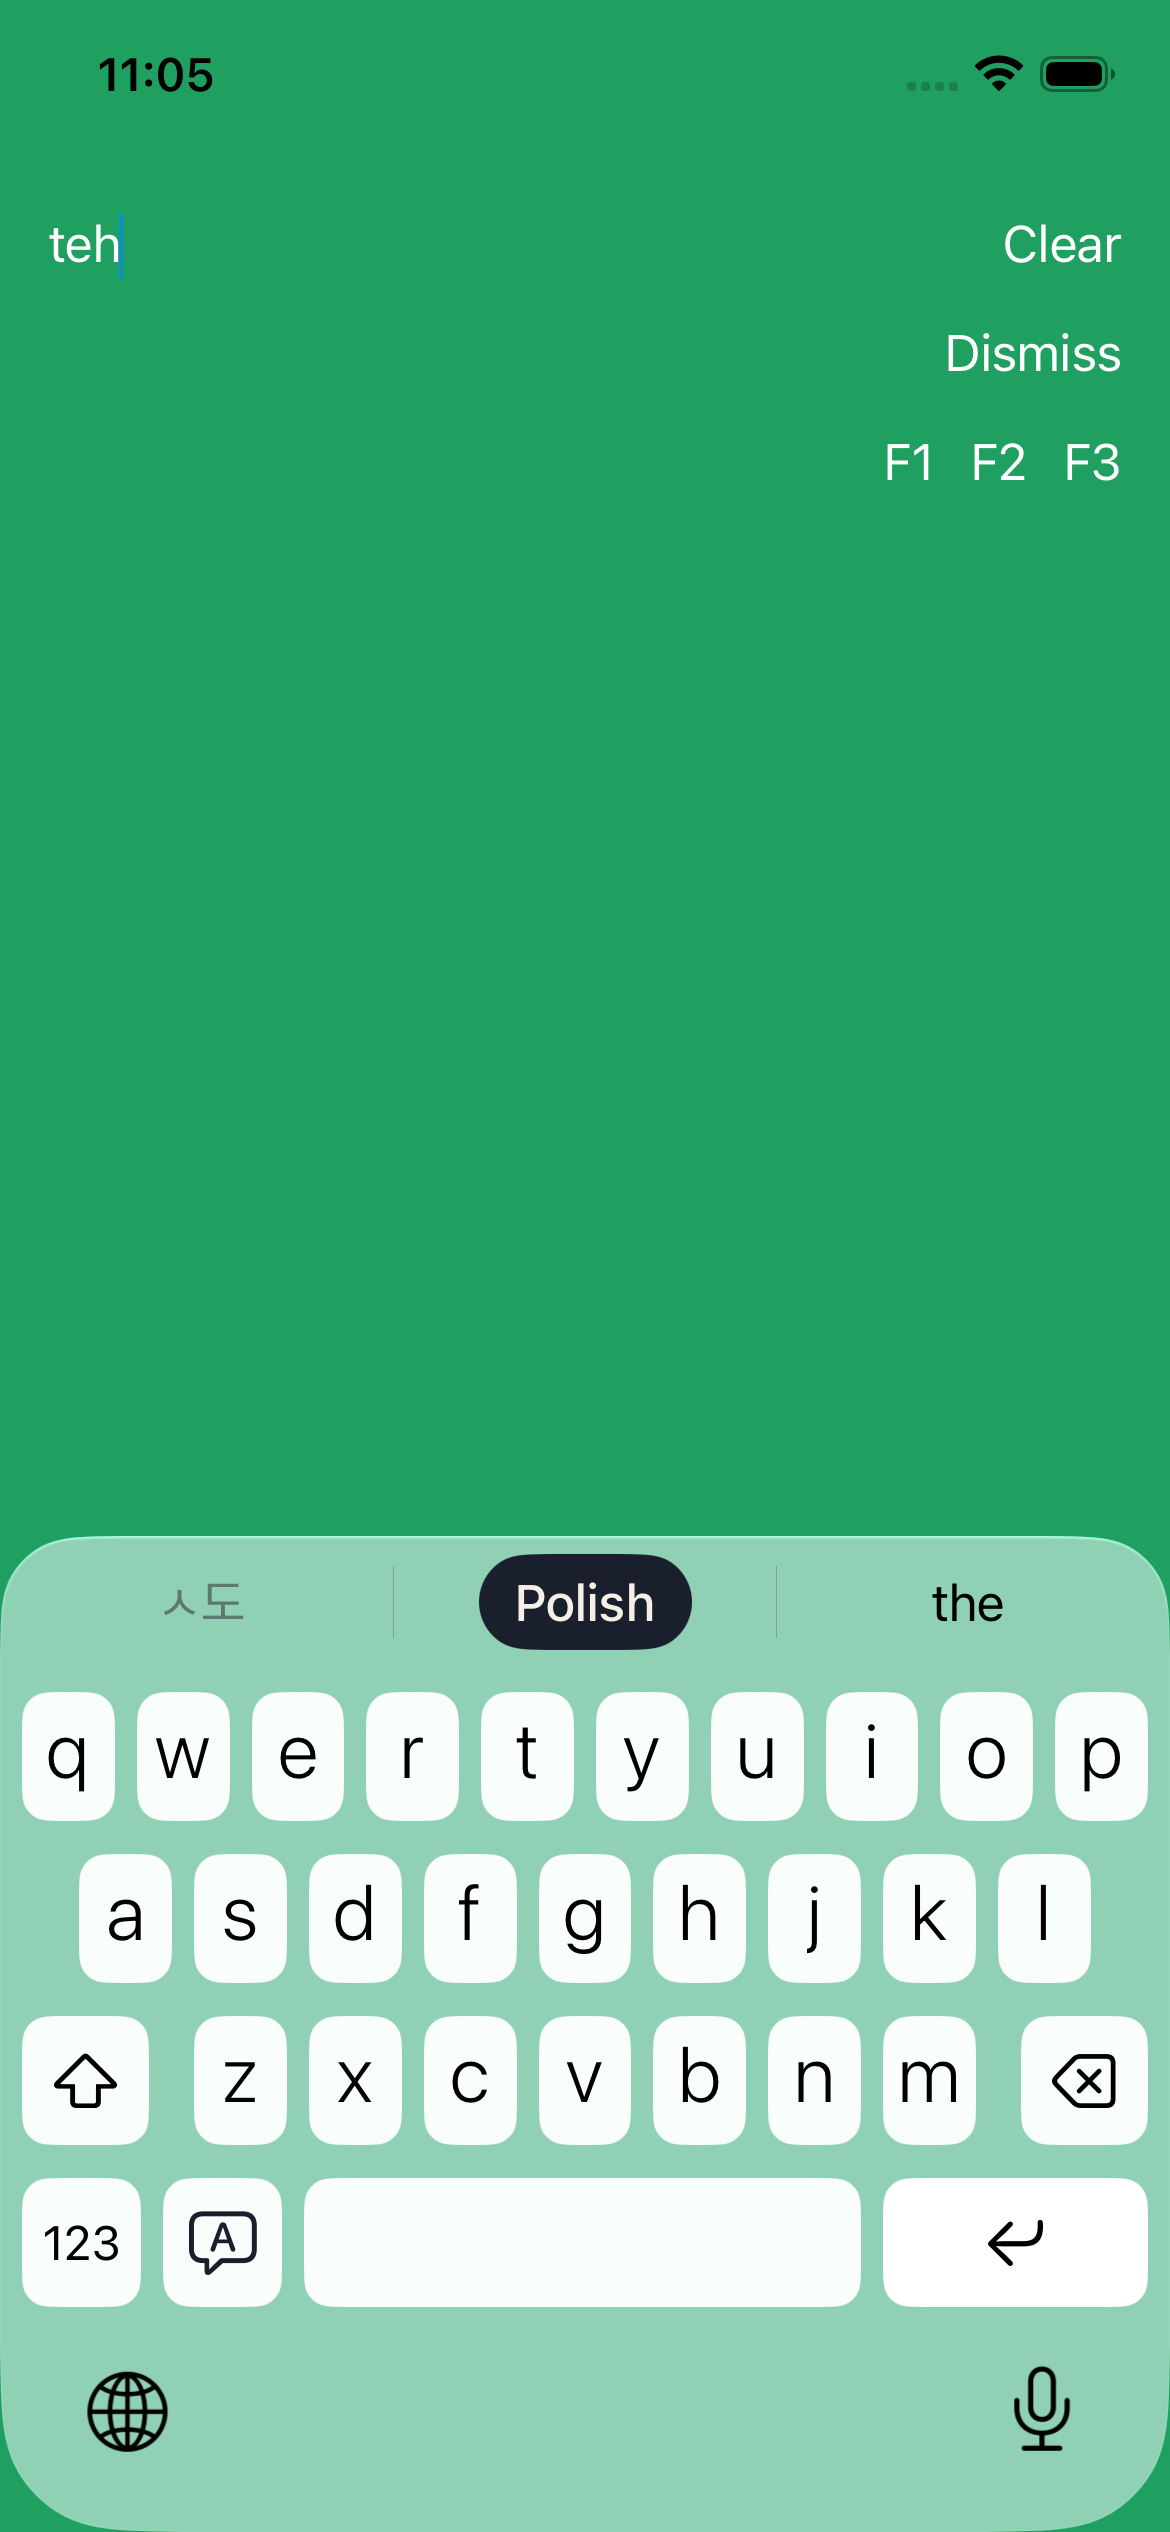 11:05
teh Clear
Dismiss
F1 F2 F3
ㅅ도 Polish the
q w e r t y u i o p
a s d f g h j k l
z x c v b n m
123 A